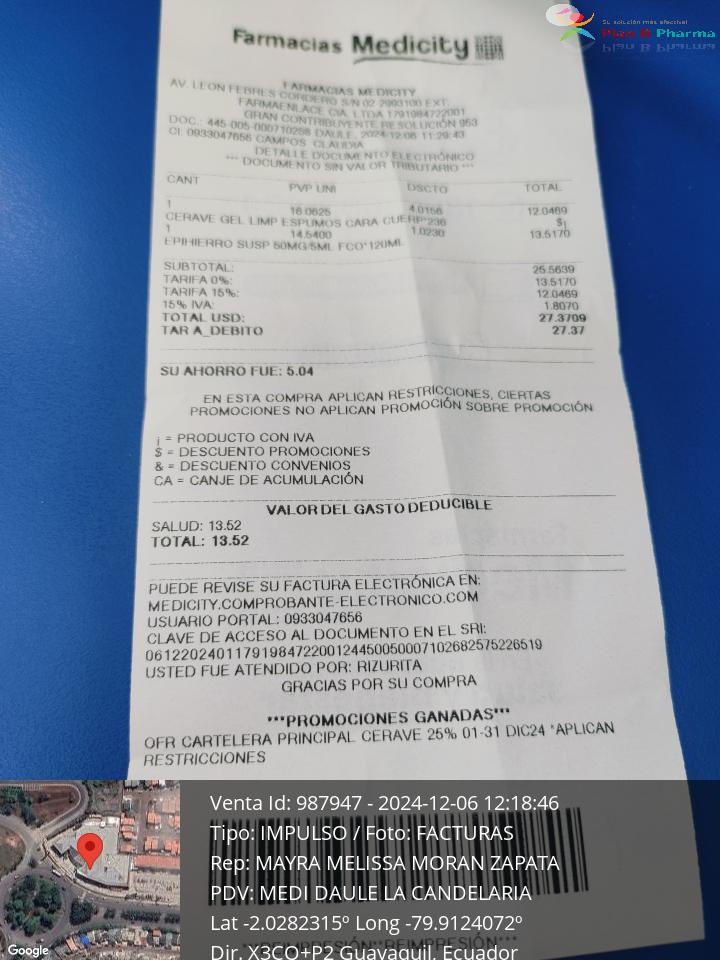 Su solución más efectiva!
Plan B Pharma
Farmacias Medicity
FARMACIAS MEDICITY
AV. LEON FEBRES CORDERO S/N 02 2993100 EXT:
FARMAENLACE CIA. LTDA 1791984722001
GRAN CONTRIBUYENTE RESOLUCIÓN 953
DOC.: 445-005-000710268 DAULE, 2024-12-06 11:29:43
CI: 0933047656 CAMPOS CLAUDIA
DETALLE DOCUMENTO ELECTRÓNICO
*** DOCUMENTO SIN VALOR TRIBUTARIO ***
CANT PVP UNI DSCTO TOTAL
1 16.0625 4.0156 12.0469
CERAVE GEL LIMP ESPUMOS CARA CUERP*236 $¡
1 14.5400 1.0230 13.5170
EPIHIERRO SUSP 50MG/5ML FCO*120ML
SUBTOTAL: 25.5639
TARIFA 0%: 13.5170
TARIFA 15%: 12.0469
15% IVA: 1.8070
TOTAL USD: 27.3709
TAR A_DEBITO 27.37
SU AHORRO FUE: 5.04
EN ESTA COMPRA APLICAN RESTRICCIONES, CIERTAS
PROMOCIONES NO APLICAN PROMOCIÓN SOBRE PROMOCIÓN
¡ = PRODUCTO CON IVA
$ = DESCUENTO PROMOCIONES
& = DESCUENTO CONVENIOS
CA = CANJE DE ACUMULACIÓN
VALOR DEL GASTO DEDUCIBLE
SALUD: 13.52
TOTAL: 13.52
PUEDE REVISE SU FACTURA ELECTRÓNICA EN:
MEDICITY.COMPROBANTE-ELECTRONICO.COM
USUARIO PORTAL: 0933047656
CLAVE DE ACCESO AL DOCUMENTO EN EL SRI:
0612202401179198472200124450050007102682575226519
USTED FUE ATENDIDO POR: RIZURITA
GRACIAS POR SU COMPRA
***PROMOCIONES GANADAS***
OFR CARTELERA PRINCIPAL CERAVE 25% 01-31 DIC24 *APLICAN
RESTRICCIONES
Venta Id: 987947 - 2024-12-06 12:18:46
Tipo: IMPULSO / Foto: FACTURAS
Rep: MAYRA MELISSA MORAN ZAPATA
PDV: MEDI DAULE LA CANDELARIA
Lat -2.0282315º Long -79.9124072º
***REIMPRESIÓN**REIMPRESIÓN***
Dir. X3CQ+P2 Guayaquil, Ecuador
Google